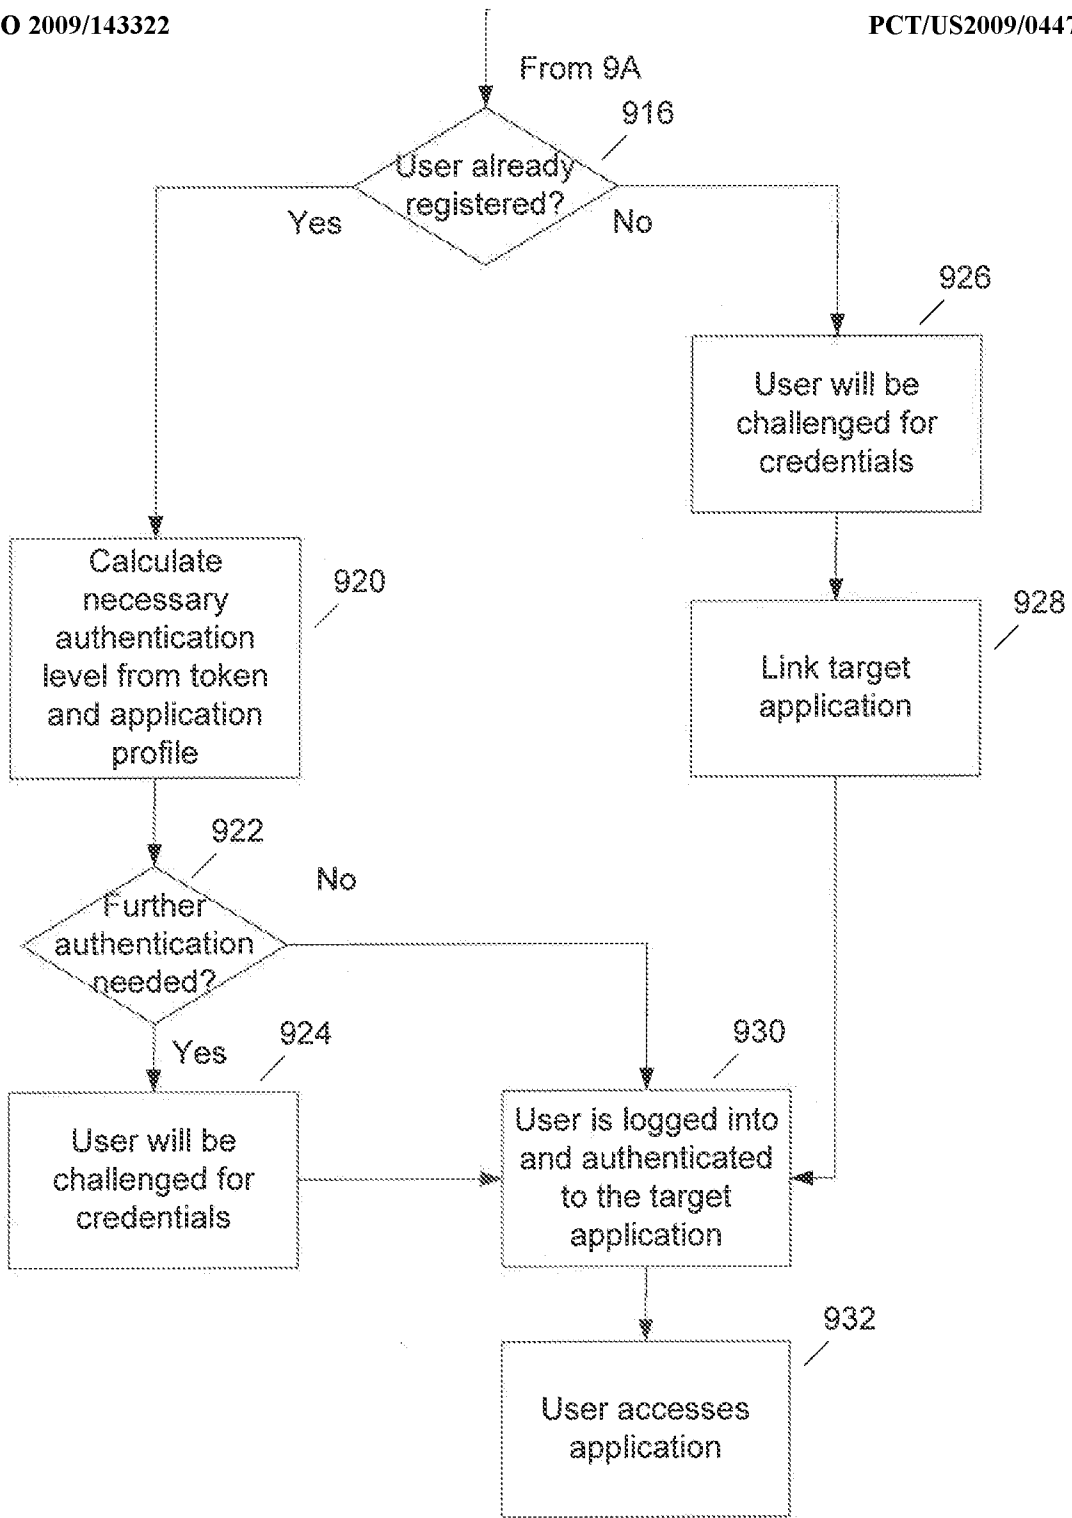 O 2009/143322
PCT/US2009/0447
From 9A
916
User already
registered?
Yes
No
926
User will be
challenged for
credentials
Calculate
necessary
authentication
level from token
and application
profile
920
928
Link target
application
922
No
Further
authentication
needed?
Yes
924
930
User will be
challenged for
credentials
User is logged into
and authenticated
to the target
application
932
User accesses
application